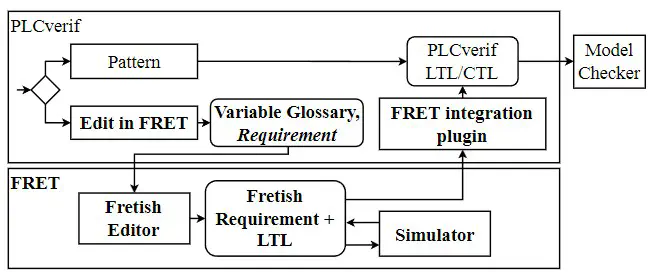 PLCverif
Pattern
PLCverif
LTL/CTL
Model
Checker
Edit in FRET
Variable Glossary,
Requirement
FRET integration
plugin
FRET
Fretish
Editor
Fretish
Requirement +
LTL
Simulator